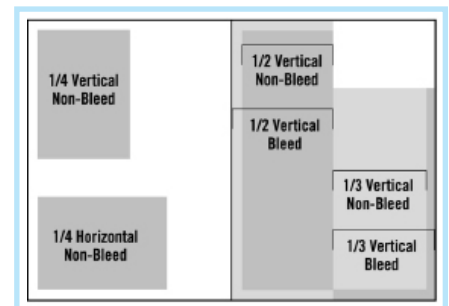 1/4 Vertical
Non-Bleed
1/4 Horizontal
Non-Bleed
1/2 Vertical
Non-Bleed
1/2 Vertical
Bleed
1/3 Vertical
Non-Bleed
1/3 Vertical
Bleed